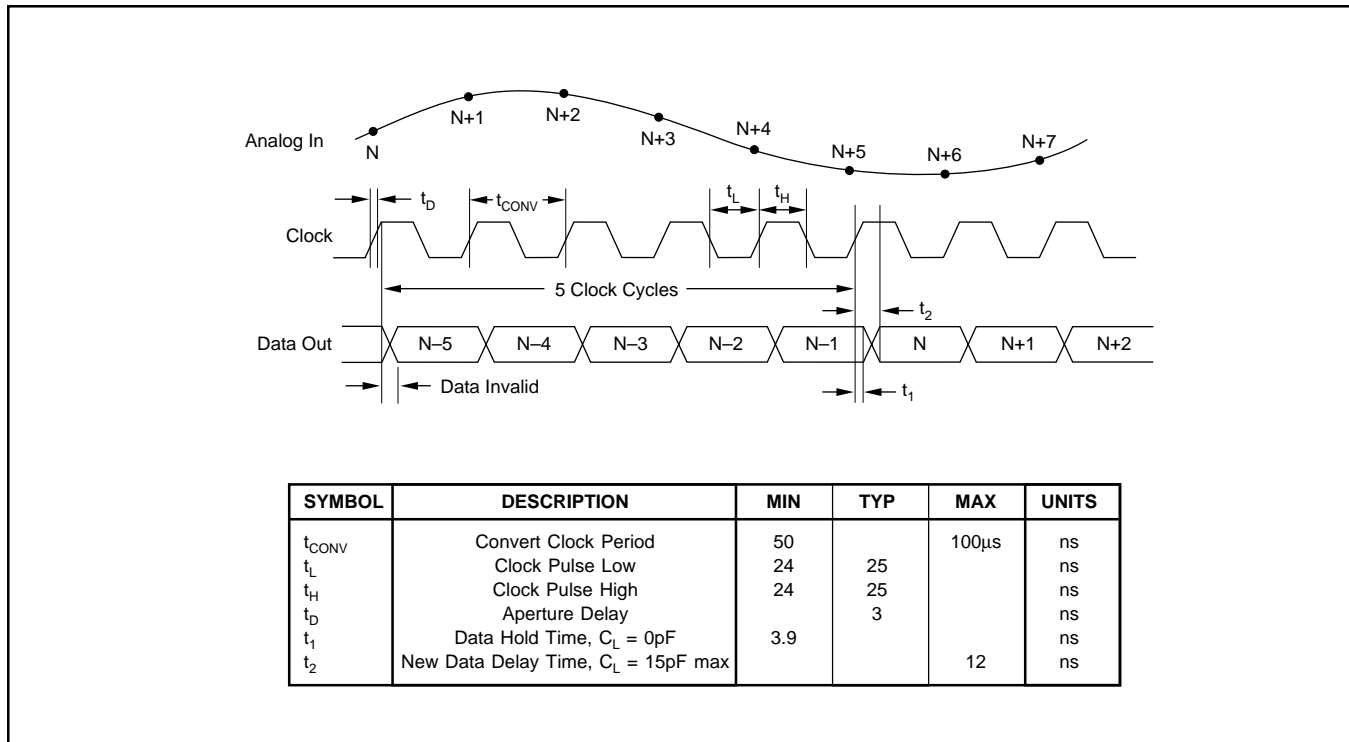 N+1
N+2
N+3
N+4
N+5
N+6
N+7
Analog In
N
t_D
t_CONV
t_L
t_H
Clock
5 Clock Cycles
t_2
Data Out
N–5
N–4
N–3
N–2
N–1
N
N+1
N+2
Data Invalid
t_1
SYMBOL DESCRIPTION MIN TYP MAX UNITS
t_CONV Convert Clock Period 50 100µs ns
t_L Clock Pulse Low 24 25 ns
t_H Clock Pulse High 24 25 ns
t_D Aperture Delay 3 ns
t_1 Data Hold Time, C_L = 0pF 3.9 ns
t_2 New Data Delay Time, C_L = 15pF max 12 ns